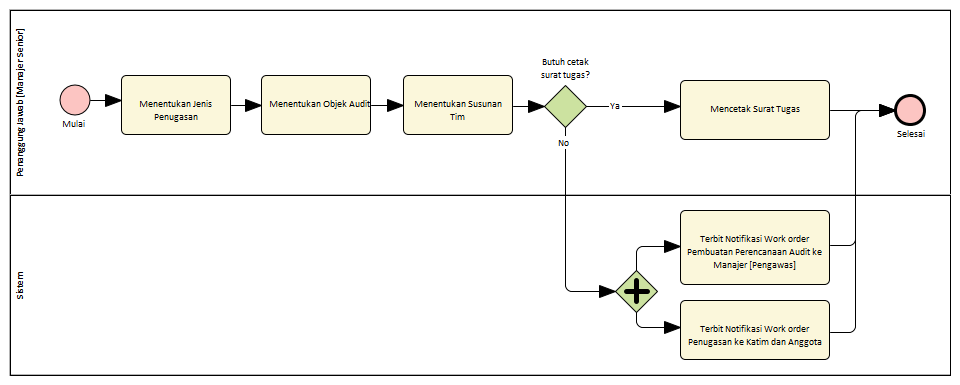 Penanggung Jawab [Manajer Senior]
Mulai
Menentukan Jenis
Penugasan
Menentukan Objek Audit
Menentukan Susunan
Tim
Butuh cetak
surat tugas?
Ya
No
Mencetak Surat Tugas
Selesai
Sistem
Terbit Notifikasi Work order
Pembuatan Perencanaan Audit ke
Manajer [Pengawas]
Terbit Notifikasi Work order
Penugasan ke Katim dan Anggota